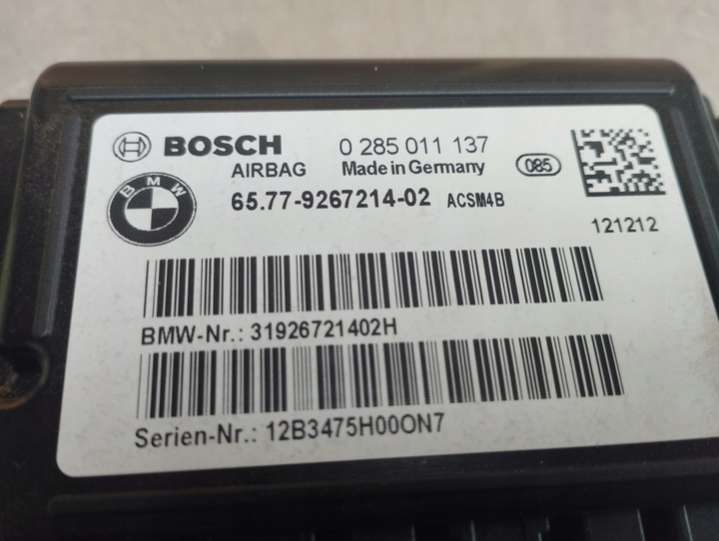 BOSCH 0 285 011 137
AIRBAG Made in Germany 085
BMW 65.77-9267214-02 ACSM4B
121212
BMW-Nr.: 31926721402H
Serien-Nr.: 12B3475H00ON7